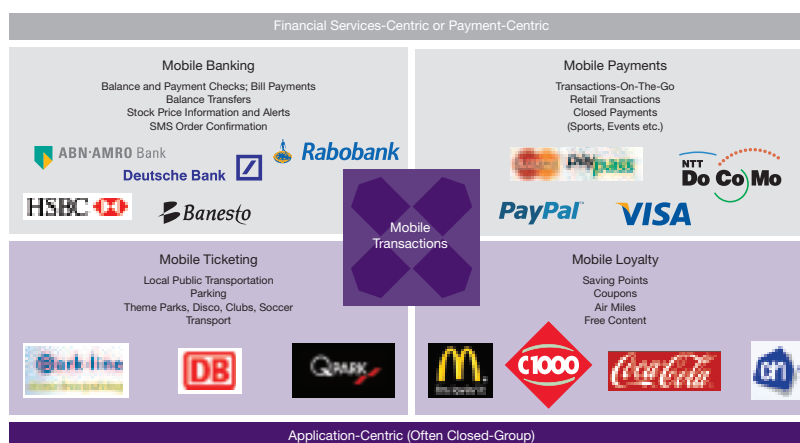 Financial Services-Centric or Payment-Centric
Mobile Banking
Balance and Payment Checks; Bill Payments
Balance Transfers
Stock Price Information and Alerts
SMS Order Confirmation
ABN·AMRO Bank
Deutsche Bank
Rabobank
HSBC
Banesto
Mobile Payments
Transactions-On-The-Go
Retail Transactions
Closed Payments
(Sports, Events etc.)
PayPass
NTT
DoCoMo
PayPal
VISA
Mobile
Transactions
Mobile Ticketing
Local Public Transportation
Parking
Theme Parks, Disco, Clubs, Soccer
Transport
Park-line
DB
Q PARK
Mobile Loyalty
Saving Points
Coupons
Air Miles
Free Content
C1000
Coca-Cola
Application-Centric (Often Closed-Group)